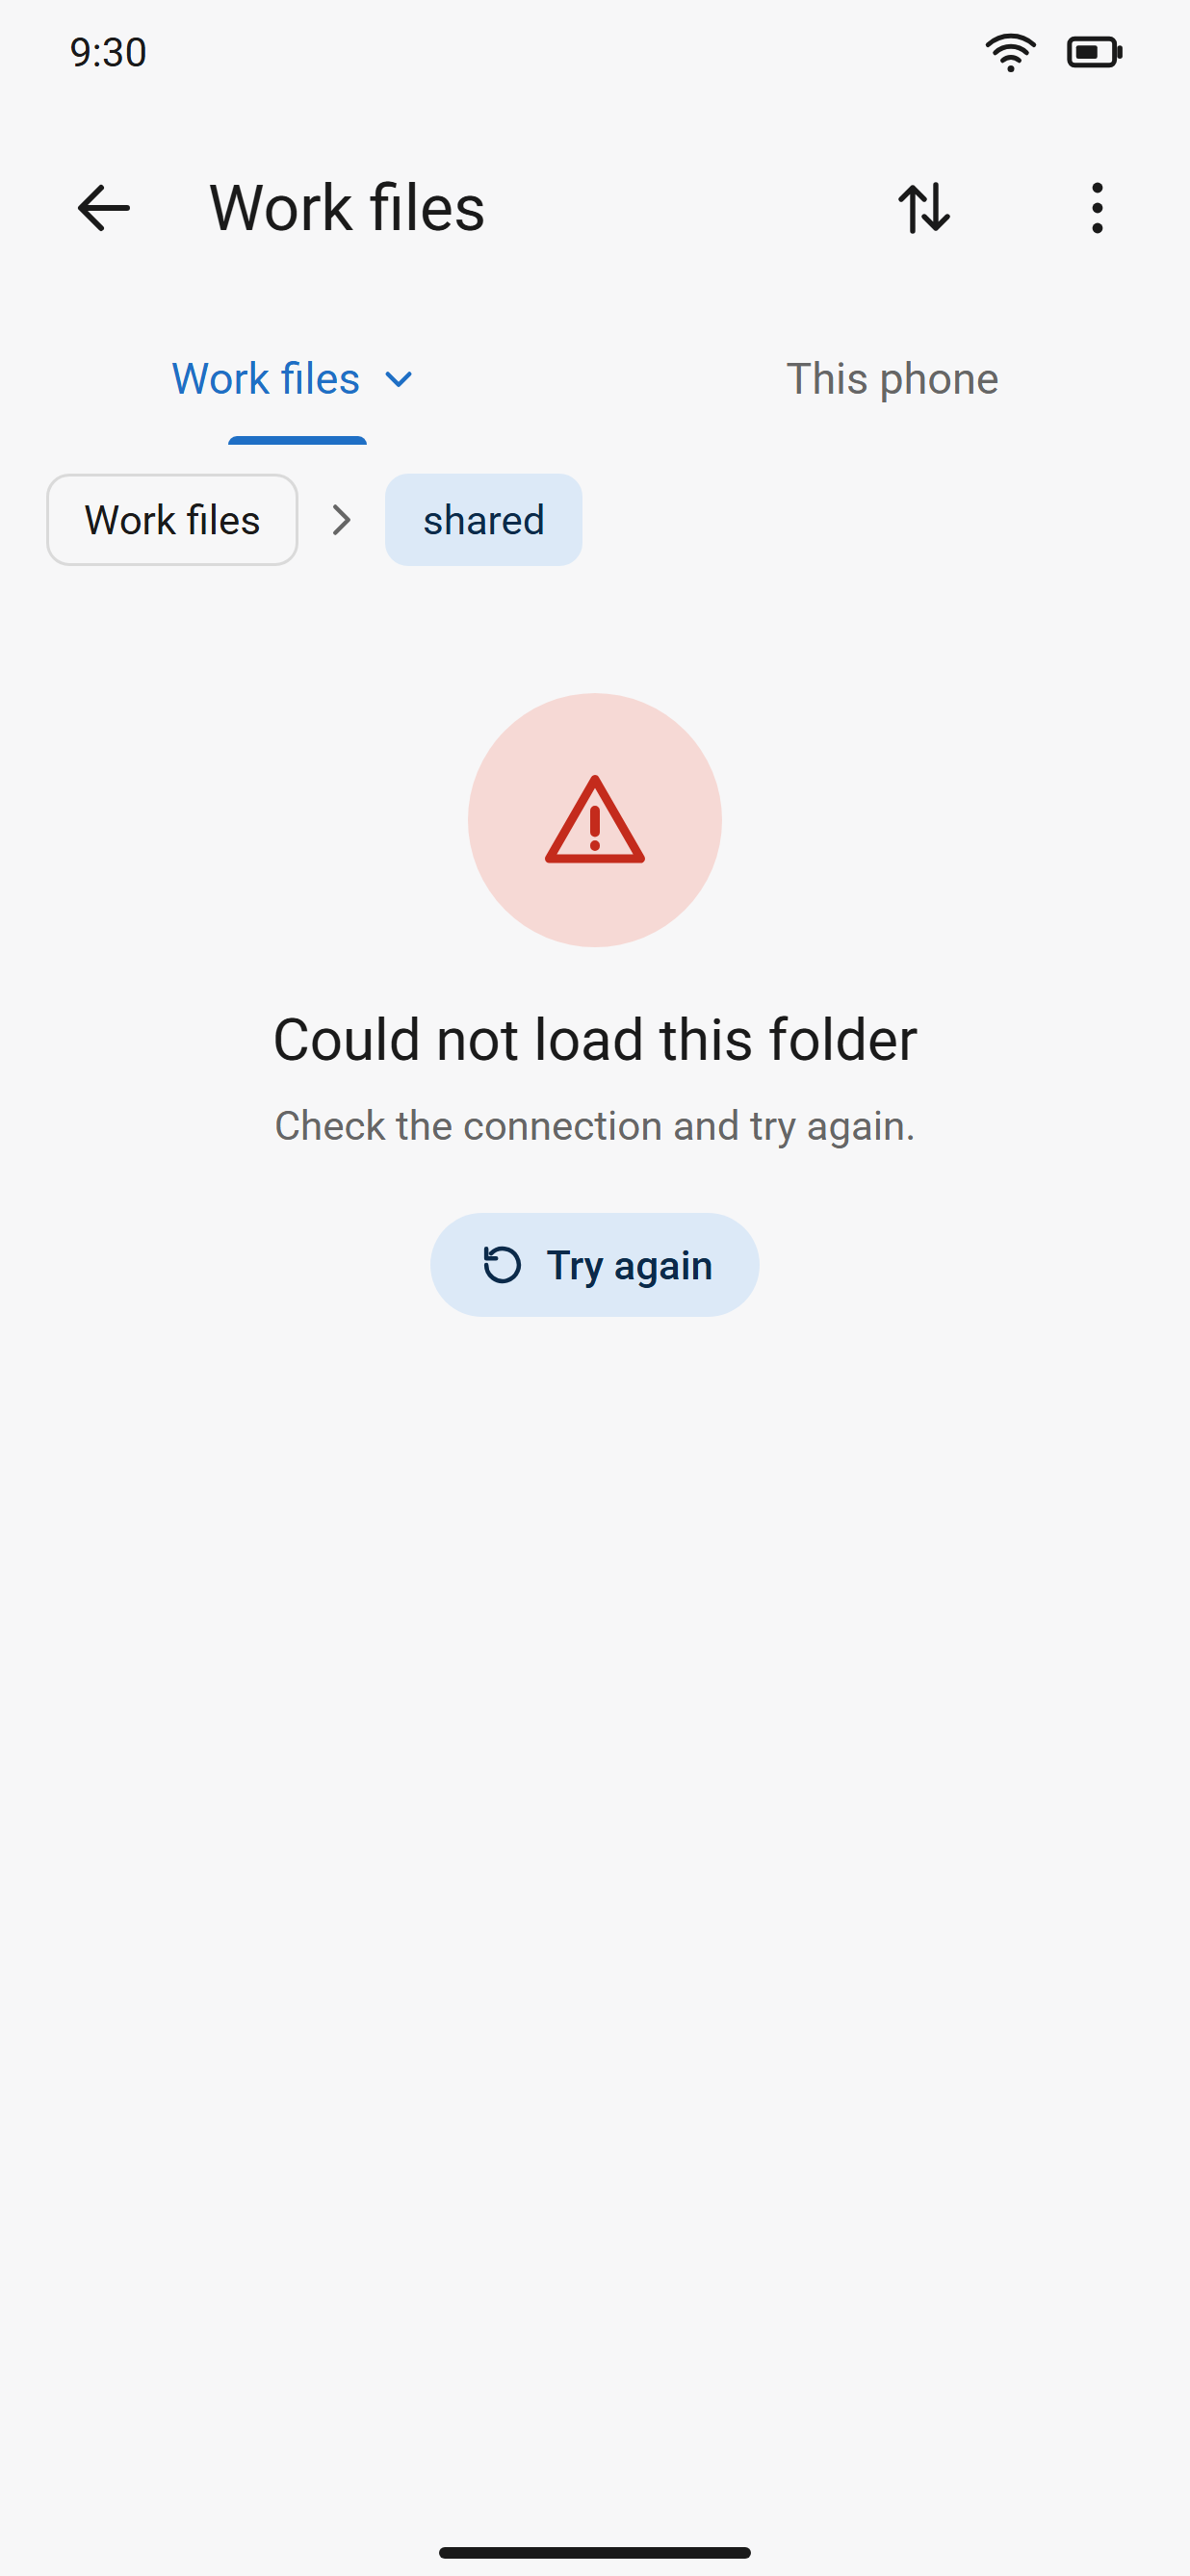 9:30
Work files
Work files
This phone
Work files
shared
Could not load this folder
Check the connection and try again.
Try again